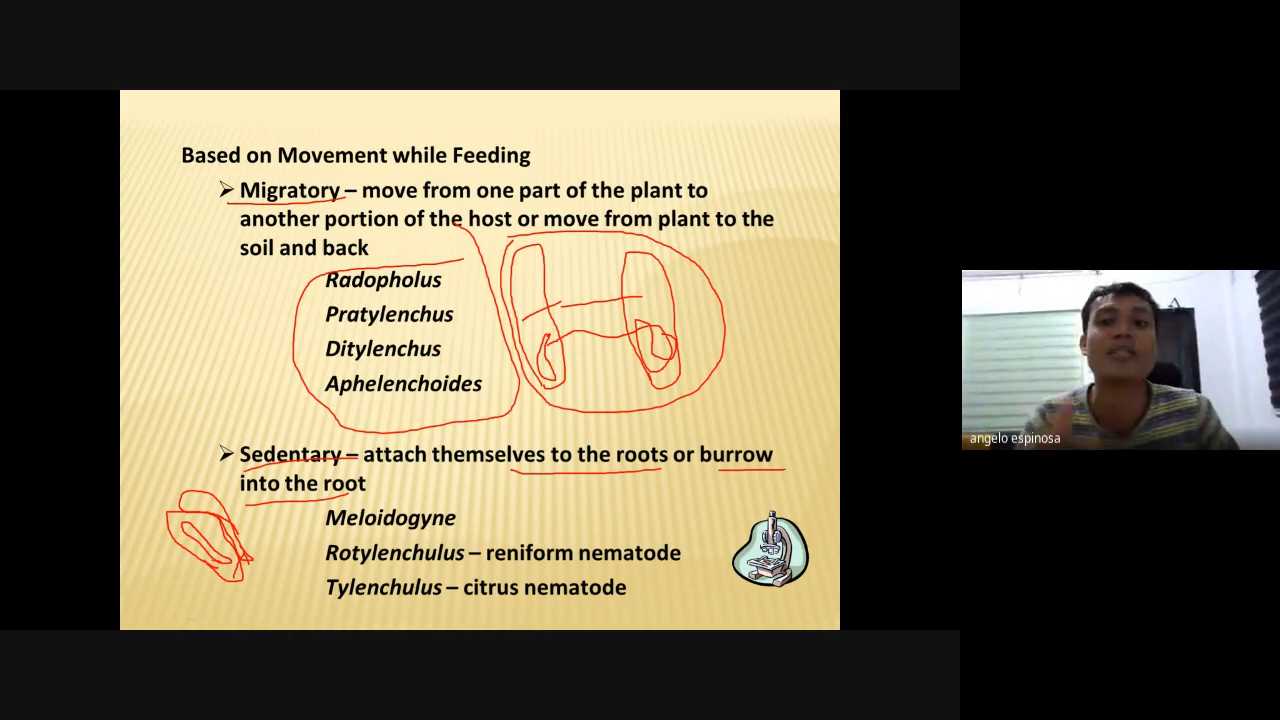 Based on Movement while Feeding
➢ Migratory – move from one part of the plant to
another portion of the host or move from plant to the
soil and back
Radopholus
Pratylenchus
Ditylenchus
Aphelenchoides
➢ Sedentary – attach themselves to the roots or burrow
into the root
Meloidogyne
Rotylenchulus – reniform nematode
Tylenchulus – citrus nematode
angelo espinosa